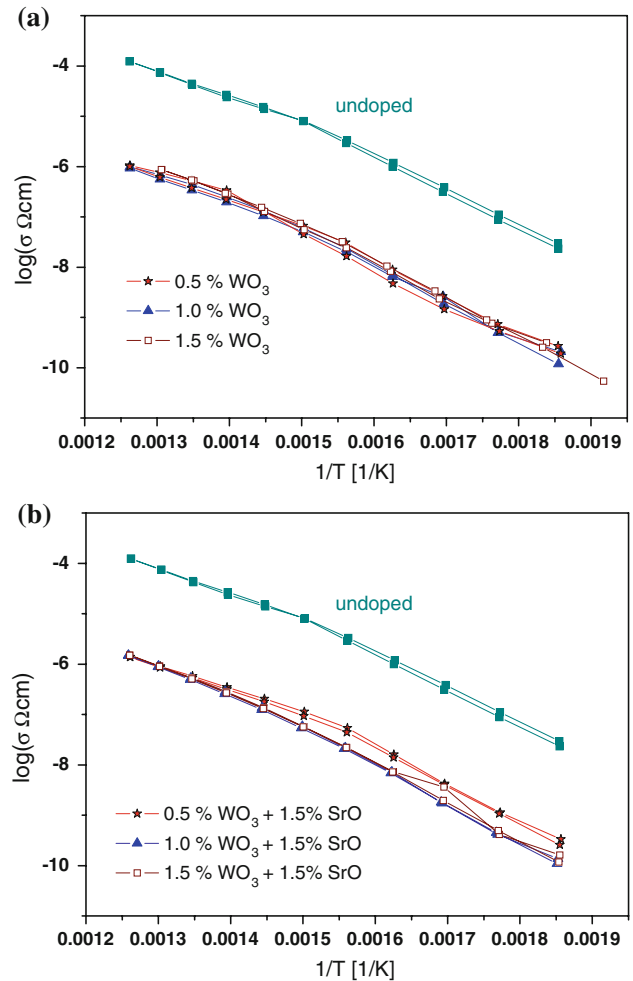 (a)
-4
-6
-8
-10
log(σ Ωcm)
undoped
0.5 % WO₃
1.0 % WO₃
1.5 % WO₃
0.0012 0.0013 0.0014 0.0015 0.0016 0.0017 0.0018 0.0019
1/T [1/K]
(b)
-4
-6
-8
-10
log(σ Ωcm)
undoped
0.5 % WO₃ + 1.5% SrO
1.0 % WO₃ + 1.5% SrO
1.5 % WO₃ + 1.5% SrO
0.0012 0.0013 0.0014 0.0015 0.0016 0.0017 0.0018 0.0019
1/T [1/K]